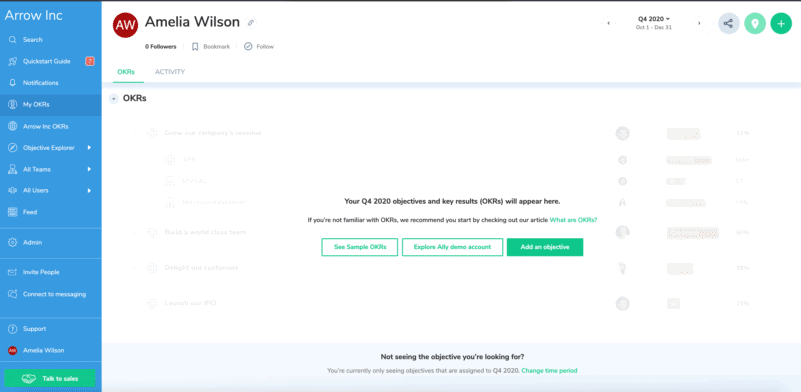 Arrow Inc
Search
Quickstart Guide
Notifications
My OKRs
Arrow Inc OKRs
Objective Explorer
All Teams
All Users
Feed
Admin
Invite People
Connect to messaging
Support
AW Amelia Wilson
Talk to sales
AW Amelia Wilson
0 Followers Bookmark Follow
Q4 2020
Oct 1 - Dec 31
OKRs ACTIVITY
OKRs
Grow our company's revenue
Build a world class team
Delight our customers
Launch our IPO
Your Q4 2020 objectives and key results (OKRs) will appear here.
If you're not familiar with OKRs, we recommend you start by checking out our article What are OKRs?
See Sample OKRs Explore Ally demo account Add an objective
Not seeing the objective you're looking for?
You're currently only seeing objectives that are assigned to Q4 2020. Change time period